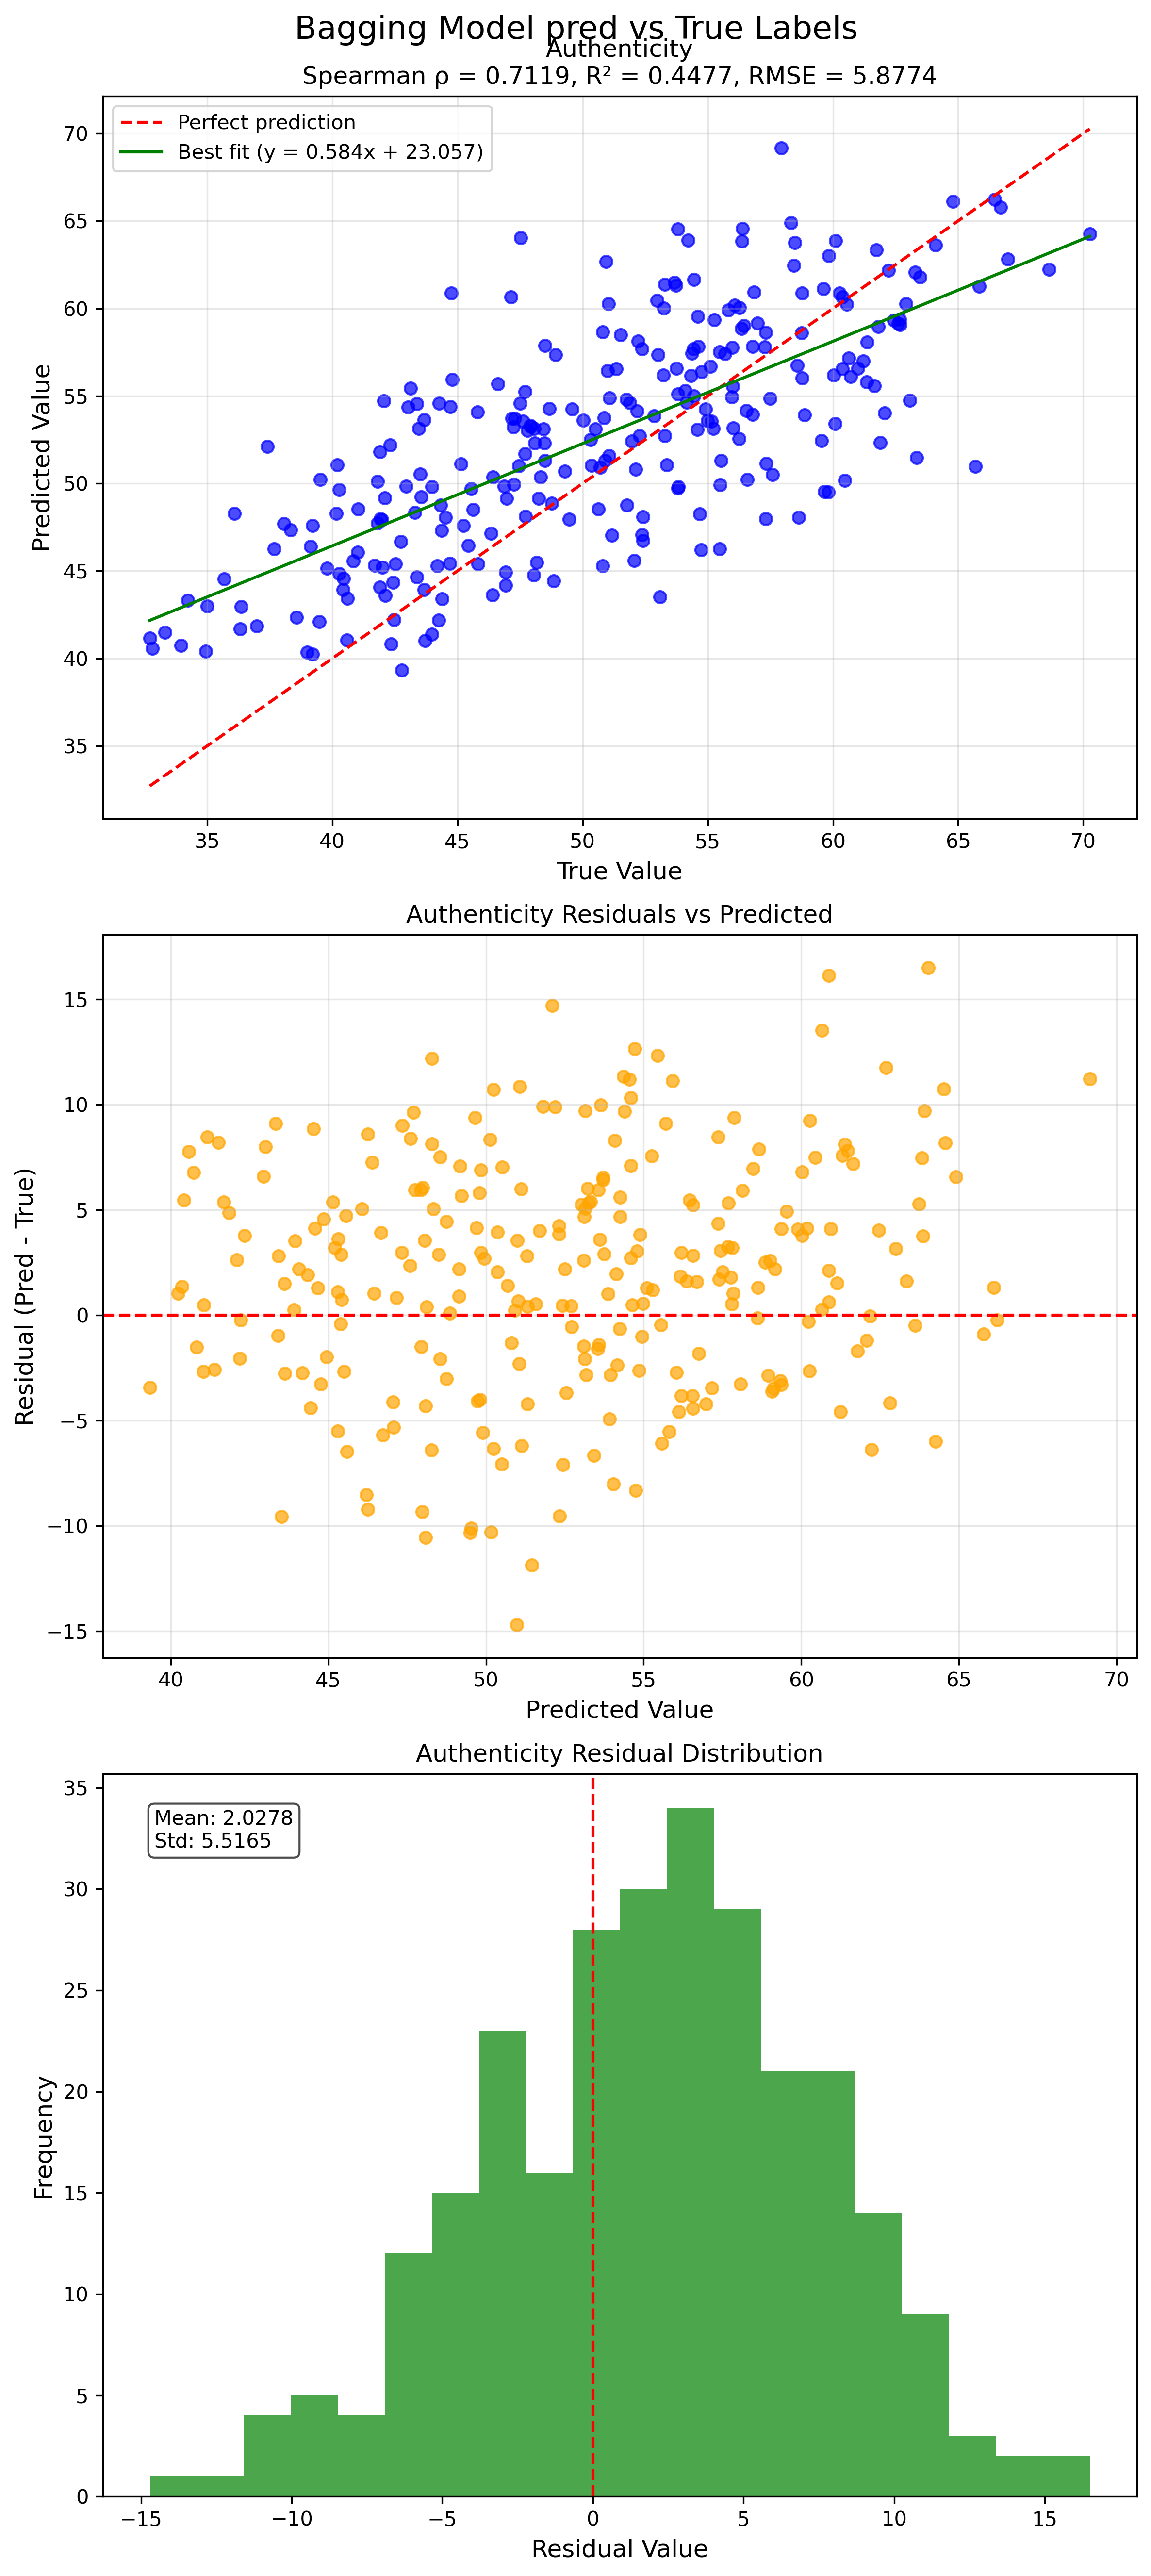 Bagging Model pred vs True Labels
Authenticity
Spearman ρ = 0.7119, R² = 0.4477, RMSE = 5.8774
Perfect prediction
Best fit (y = 0.584x + 23.057)
70
65
60
55
50
45
40
35
Predicted Value
35 40 45 50 55 60 65 70
True Value
Authenticity Residuals vs Predicted
15
10
5
0
−5
−10
−15
Residual (Pred - True)
40 45 50 55 60 65 70
Predicted Value
Authenticity Residual Distribution
Mean: 2.0278
Std: 5.5165
35
30
25
20
15
10
5
0
Frequency
−15 −10 −5 0 5 10 15
Residual Value